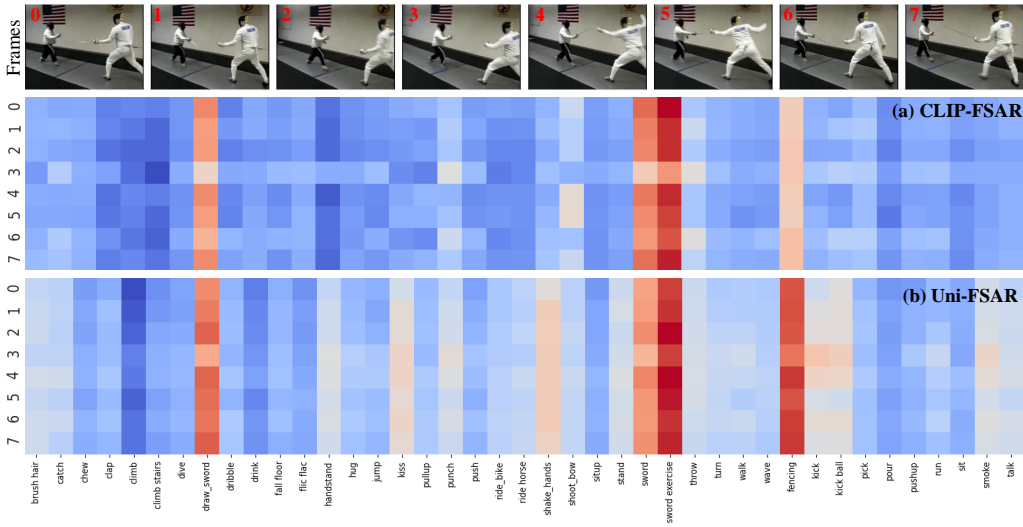 0 1 2 3 4 5 6 7
Frames
(a) CLIP-FSAR
0
1
2
3
4
5
6
7
(b) Uni-FSAR
0
1
2
3
4
5
6
7
brush hair
catch
chew
clap
climb
climb stairs
dive
draw_sword
dribble
drink
fall floor
flic flac
handstand
hug
jump
kiss
pullup
punch
push
ride_bike
ride horse
shake_hands
shoot_bow
situp
stand
sword
sword exercise
throw
turn
walk
wave
fencing
kick
kick ball
pick
pour
pushup
run
sit
smoke
talk